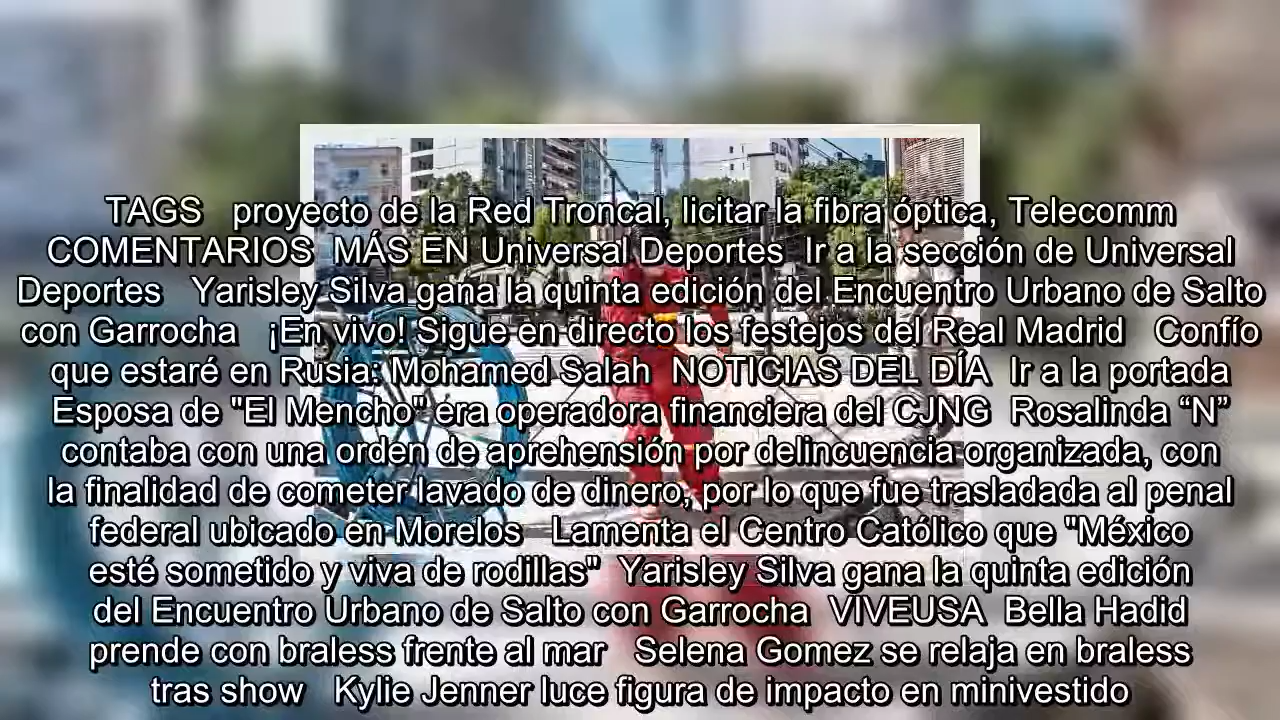 TAGS proyecto de la Red Troncal, licitar la fibra óptica, Telecomm
COMENTARIOS MÁS EN Universal Deportes Ir a la sección de Universal
Deportes Yarisley Silva gana la quinta edición del Encuentro Urbano de Salto
con Garrocha ¡En vivo! Sigue en directo los festejos del Real Madrid Confío
que estaré en Rusia: Mohamed Salah NOTICIAS DEL DÍA Ir a la portada
Esposa de "El Mencho" era operadora financiera del CJNG Rosalinda “N”
contaba con una orden de aprehensión por delincuencia organizada, con
la finalidad de cometer lavado de dinero, por lo que fue trasladada al penal
federal ubicado en Morelos Lamenta el Centro Católico que "México
esté sometido y viva de rodillas" Yarisley Silva gana la quinta edición
del Encuentro Urbano de Salto con Garrocha VIVEUSA Bella Hadid
prende con braless frente al mar Selena Gomez se relaja en braless
tras show Kylie Jenner luce figura de impacto en minivestido